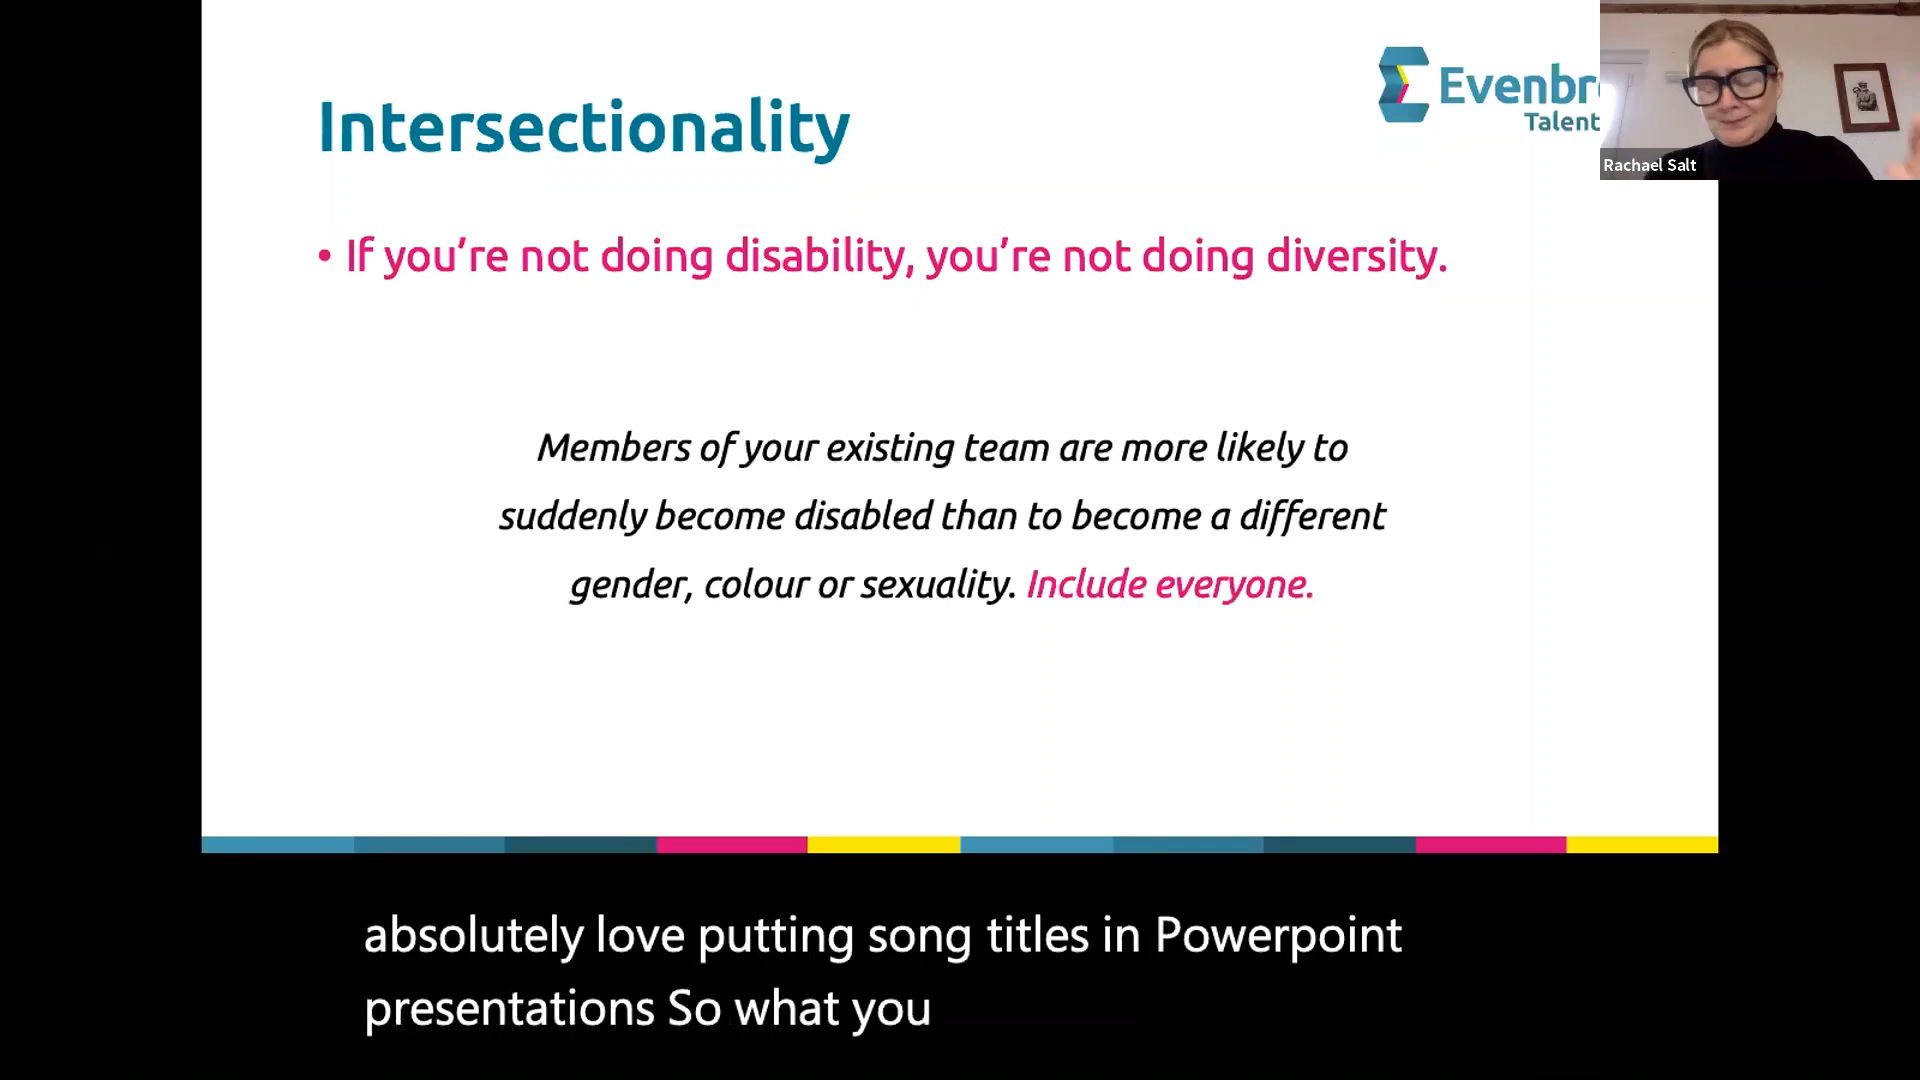 Intersectionality
Evenbr
Talent
Rachael Salt
• If you’re not doing disability, you’re not doing diversity.
Members of your existing team are more likely to
suddenly become disabled than to become a different
gender, colour or sexuality. Include everyone.
absolutely love putting song titles in Powerpoint
presentations So what you